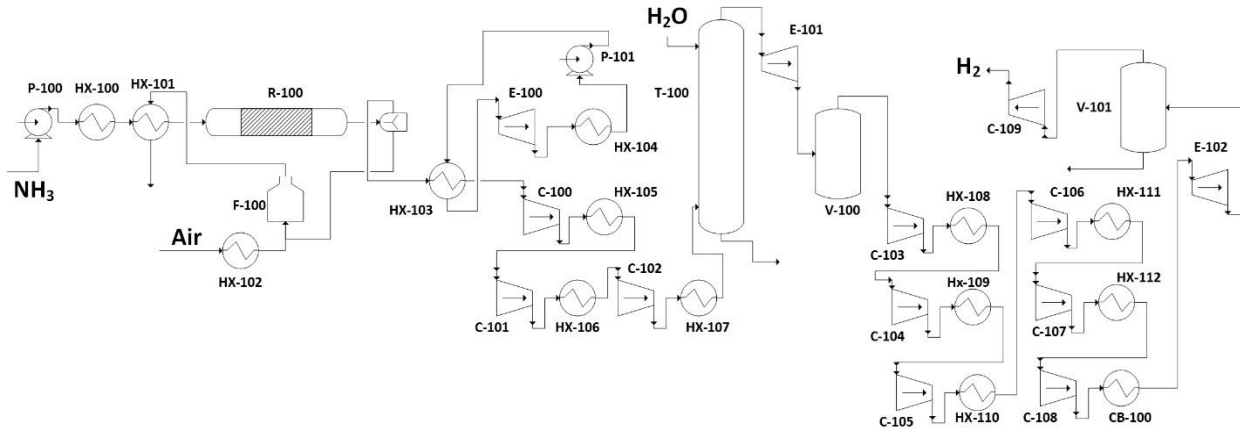 P-100
HX-100
HX-101
R-100
NH₃
F-100
Air
HX-102
HX-103
P-101
E-100
HX-104
C-100
HX-105
C-101
HX-106
C-102
HX-107
H₂O
T-100
E-101
V-100
C-103
HX-108
C-104
Hx-109
C-105
HX-110
C-106
HX-111
C-107
HX-112
C-108
CB-100
H₂
C-109
V-101
E-102